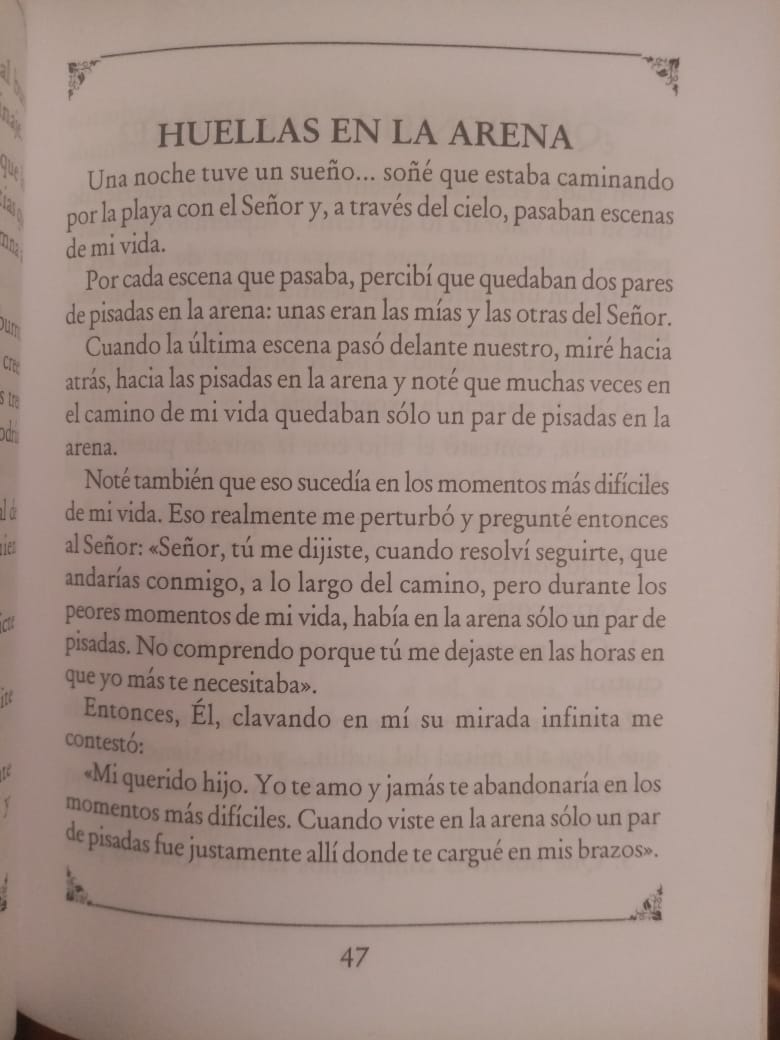 HUELLAS EN LA ARENA
Una noche tuve un sueño... soñé que estaba caminando
por la playa con el Señor y, a través del cielo, pasaban escenas
de mi vida.
Por cada escena que pasaba, percibí que quedaban dos pares
de pisadas en la arena: unas eran las mías y las otras del Señor.
Cuando la última escena pasó delante nuestro, miré hacia
atrás, hacia las pisadas en la arena y noté que muchas veces en
el camino de mi vida quedaban sólo un par de pisadas en la
arena.
Noté también que eso sucedía en los momentos más difíciles
de mi vida. Eso realmente me perturbó y pregunté entonces
al Señor: «Señor, tú me dijiste, cuando resolví seguirte, que
andarías conmigo, a lo largo del camino, pero durante los
peores momentos de mi vida, había en la arena sólo un par de
pisadas. No comprendo porque tú me dejaste en las horas en
que yo más te necesitaba».
Entonces, Él, clavando en mí su mirada infinita me
contestó:
«Mi querido hijo. Yo te amo y jamás te abandonaría en los
momentos más difíciles. Cuando viste en la arena sólo un par
de pisadas fue justamente allí donde te cargué en mis brazos».
47